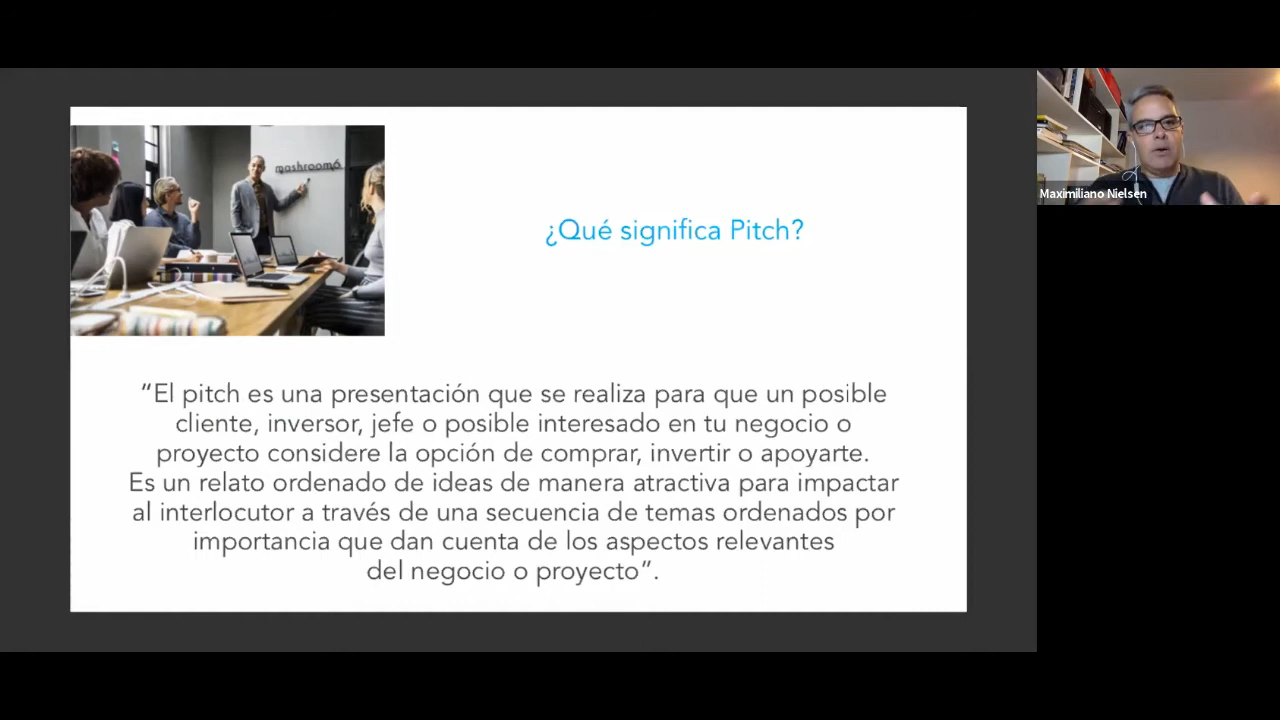 mashroom6
¿Qué significa Pitch?
“El pitch es una presentación que se realiza para que un posible
cliente, inversor, jefe o posible interesado en tu negocio o
proyecto considere la opción de comprar, invertir o apoyarte.
Es un relato ordenado de ideas de manera atractiva para impactar
al interlocutor a través de una secuencia de temas ordenados por
importancia que dan cuenta de los aspectos relevantes
del negocio o proyecto”.
Maximiliano Nielsen